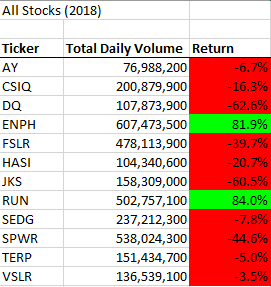 All Stocks (2018)
Ticker Total Daily Volume Return
AY 76,988,200 -6.7%
CSIQ 200,879,900 -16.3%
DQ 107,873,900 -62.6%
ENPH 607,473,500 81.9%
FSLR 478,113,900 -39.7%
HASI 104,340,600 -20.7%
JKS 158,309,000 -60.5%
RUN 502,757,100 84.0%
SEDG 237,212,300 -7.8%
SPWR 538,024,300 -44.6%
TERP 151,434,700 -5.0%
VSLR 136,539,100 -3.5%